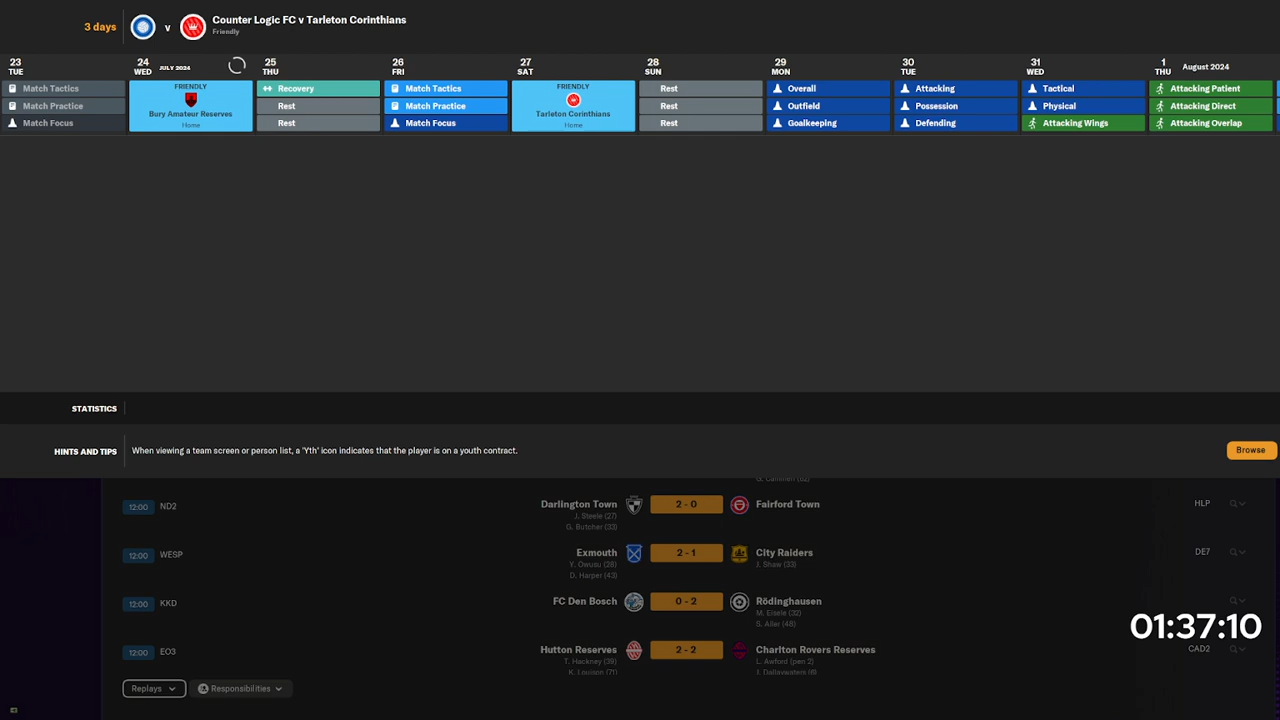 3 days
v
Counter Logic FC v Tarleton Corinthians
Friendly
23
TUE
24
WED
JULY 2024
25
THU
26
FRI
27
SAT
28
SUN
29
MON
30
TUE
31
WED
1
THU
August 2024
Match Tactics
Match Practice
Match Focus
FRIENDLY
Bury Amateur Reserves
Home
Recovery
Rest
Rest
Match Tactics
Match Practice
Match Focus
FRIENDLY
Tarleton Corinthians
Home
Rest
Rest
Rest
Overall
Outfield
Goalkeeping
Attacking
Possession
Defending
Tactical
Physical
Attacking Wings
Attacking Patient
Attacking Direct
Attacking Overlap
STATISTICS
HINTS AND TIPS
When viewing a team screen or person list, a 'Yth' icon indicates that the player is on a youth contract.
Browse
12:00 ND2 Darlington Town 2 - 0 Fairford Town HLP
J. Steele (27)
G. Butcher (33)
12:00 WESP Exmouth 2 - 1 City Raiders DE7
Y. Owusu (28) J. Shaw (33)
D. Harper (43)
12:00 KKD FC Den Bosch 0 - 2 Rödinghausen
M. Eisele (32)
S. Aller (48)
01:37:10
12:00 EO3 Hutton Reserves 2 - 2 Charlton Rovers Reserves CAD2
T. Hackney (39) L. Awford (pen 2)
K. Louison (71)
Replays
Responsibilities